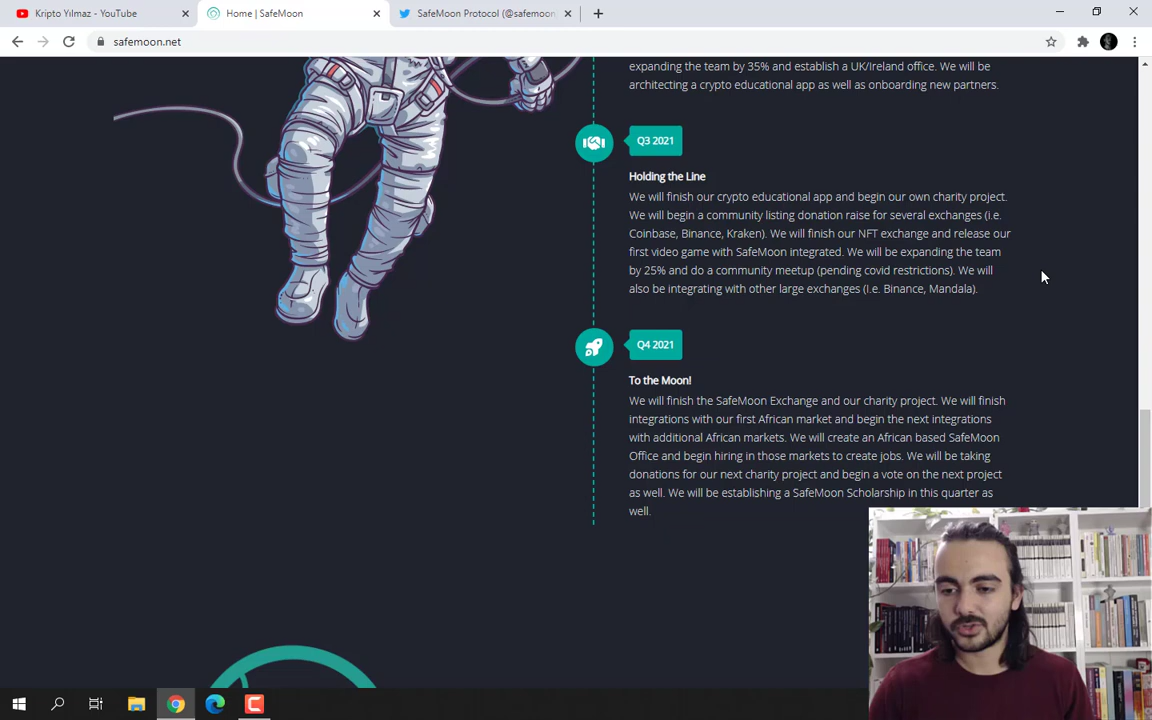 Kripto Yılmaz - YouTube
Home | SafeMoon
SafeMoon Protocol (@safemoon
safemoon.net
expanding the team by 35% and establish a UK/Ireland office. We will be
architecting a crypto educational app as well as onboarding new partners.
Q3 2021
Holding the Line
We will finish our crypto educational app and begin our own charity project.
We will begin a community listing donation raise for several exchanges (i.e.
Coinbase, Binance, Kraken). We will finish our NFT exchange and release our
first video game with SafeMoon integrated. We will be expanding the team
by 25% and do a community meetup (pending covid restrictions). We will
also be integrating with other large exchanges (I.e. Binance, Mandala).
Q4 2021
To the Moon!
We will finish the SafeMoon Exchange and our charity project. We will finish
integrations with our first African market and begin the next integrations
with additional African markets. We will create an African based SafeMoon
Office and begin hiring in those markets to create jobs. We will be taking
donations for our next charity project and begin a vote on the next project
as well. We will be establishing a SafeMoon Scholarship in this quarter as
well.